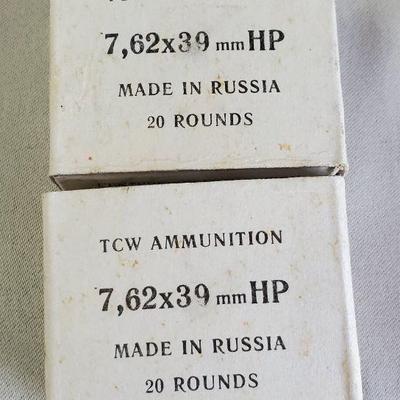 7,62x39 mm HP
MADE IN RUSSIA
20 ROUNDS
TCW AMMUNITION
7,62x39 mm HP
MADE IN RUSSIA
20 ROUNDS